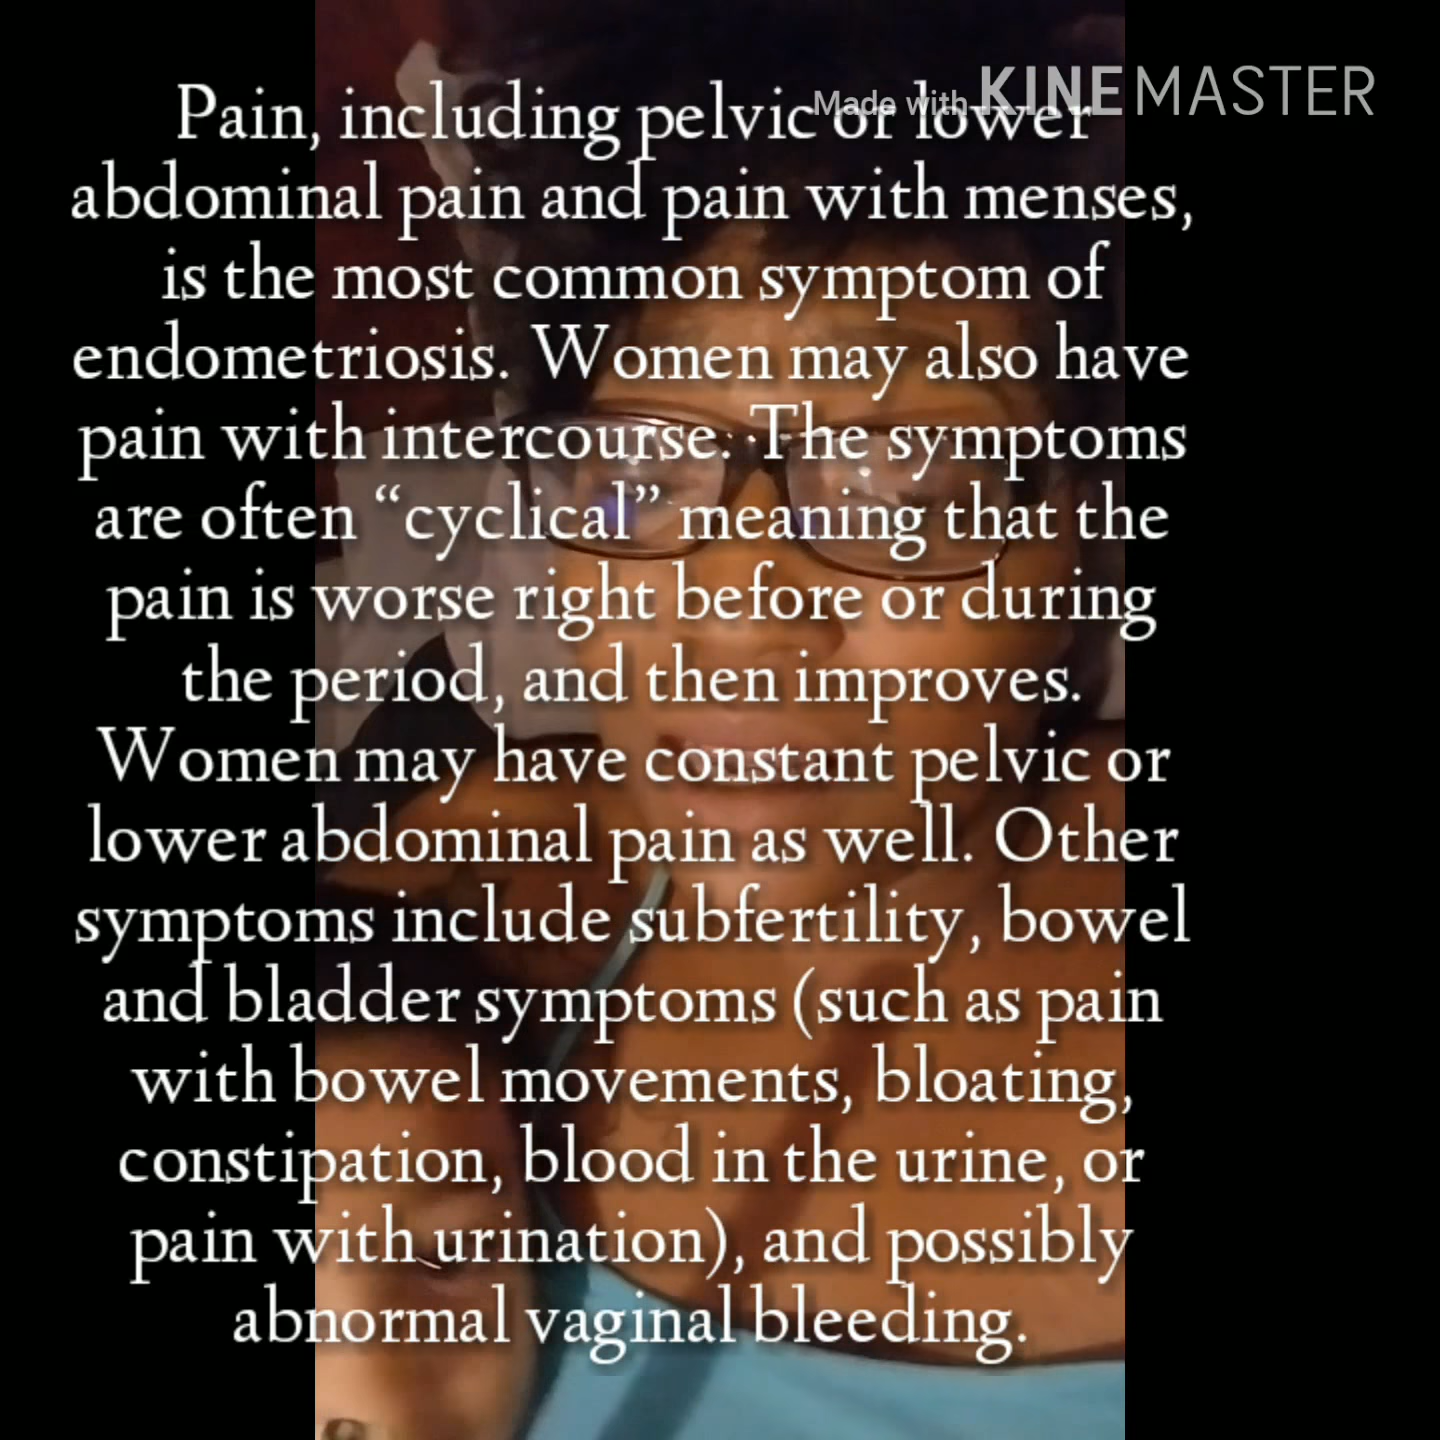 Made with KINEMASTER
Pain, including pelvic or lower
abdominal pain and pain with menses,
is the most common symptom of
endometriosis. Women may also have
pain with intercourse. The symptoms
are often “cyclical” meaning that the
pain is worse right before or during
the period, and then improves.
Women may have constant pelvic or
lower abdominal pain as well. Other
symptoms include subfertility, bowel
and bladder symptoms (such as pain
with bowel movements, bloating,
constipation, blood in the urine, or
pain with urination), and possibly
abnormal vaginal bleeding.